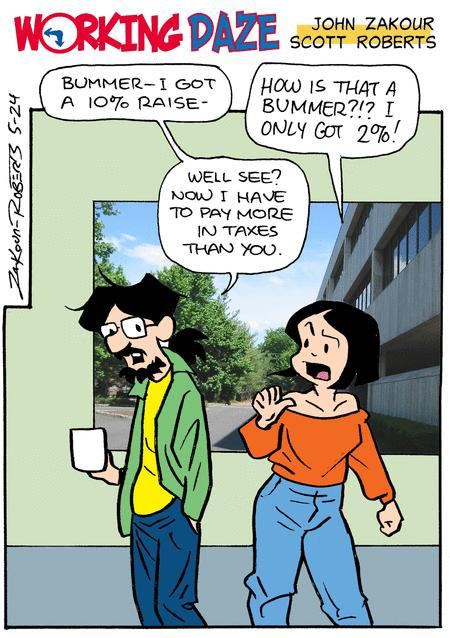 WORKING DAZE
JOHN ZAKOUR
SCOTT ROBERTS
BUMMER—I GOT
A 10% RAISE-
HOW IS THAT A
BUMMER?!? I
ONLY GOT 2%!
WELL SEE?
NOW I HAVE
TO PAY MORE
IN TAXES
THAN YOU.
ZAKOUR-ROBERTS 5-24